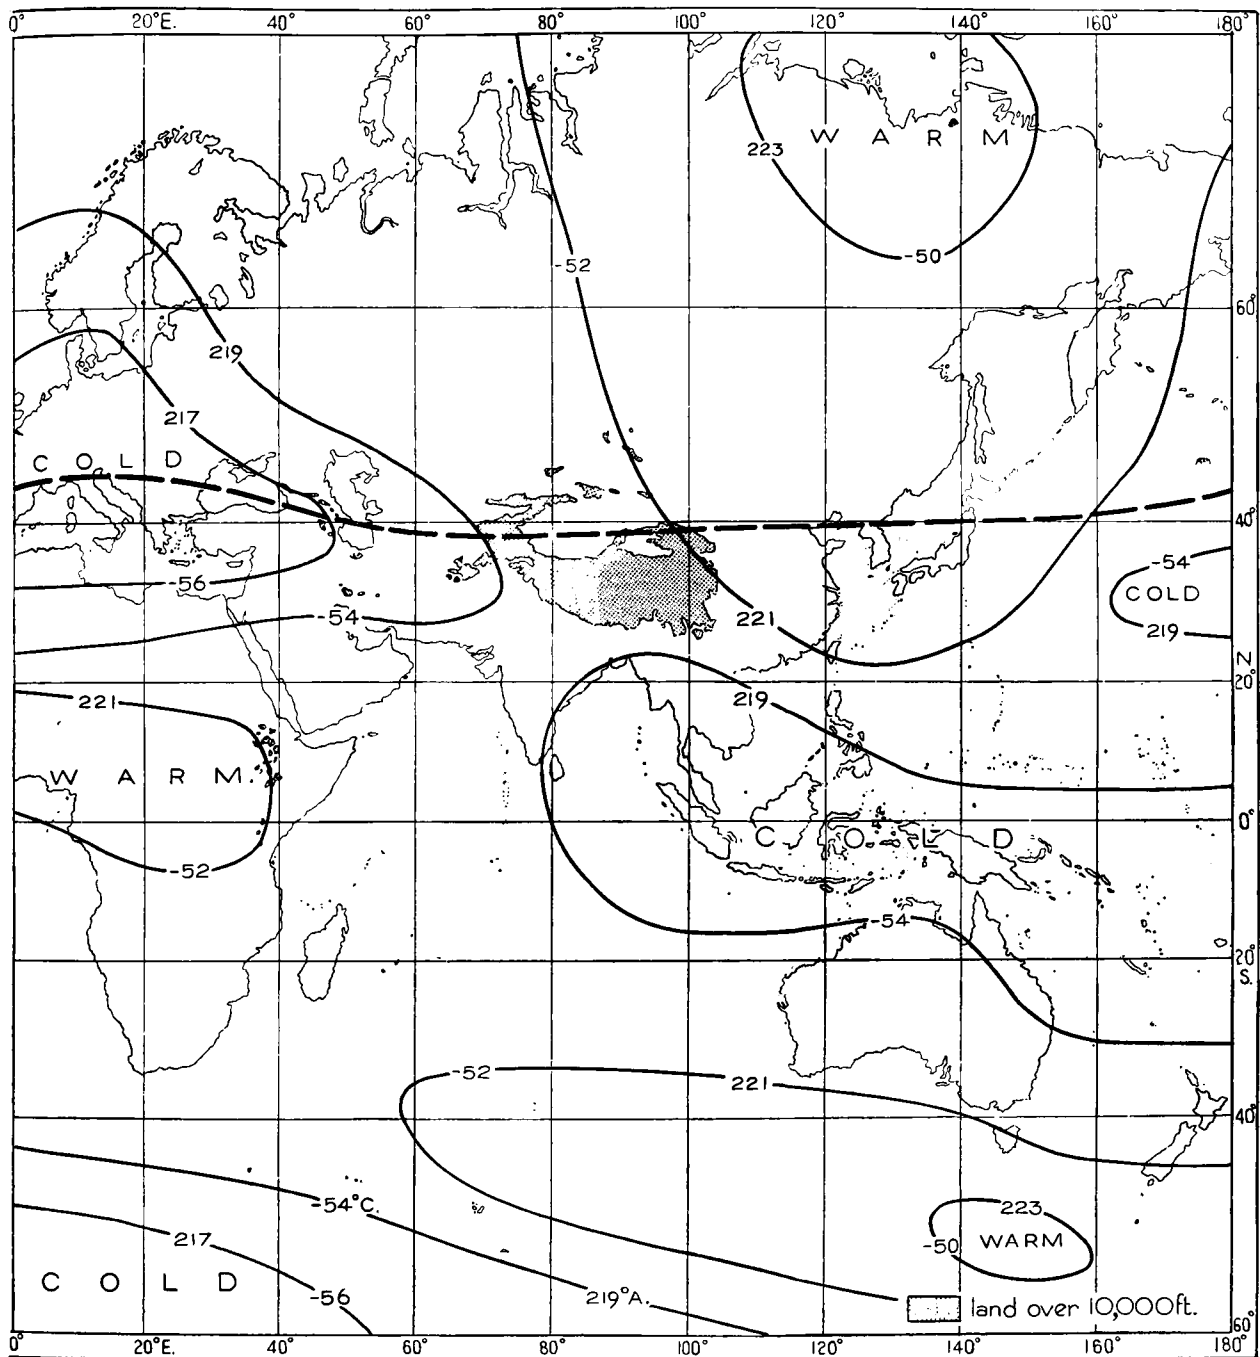 0° 20°E. 40° 60° 80° 100° 120° 140° 160° 180°
W A R M
223
-52
-50
60°
219
217
C O L D
40°
-54
COLD
56
-54
221
219
N
20°
221
219
W A R M.
0°
C O L D
-52
-54
20°
S.
-52
221
40°
-54°C.
223
217
-50
WARM
C O L D
-56
219°A.
land over 10,000ft.
60°
0° 20°E. 40° 60° 80° 100° 120° 140° 160° 180°